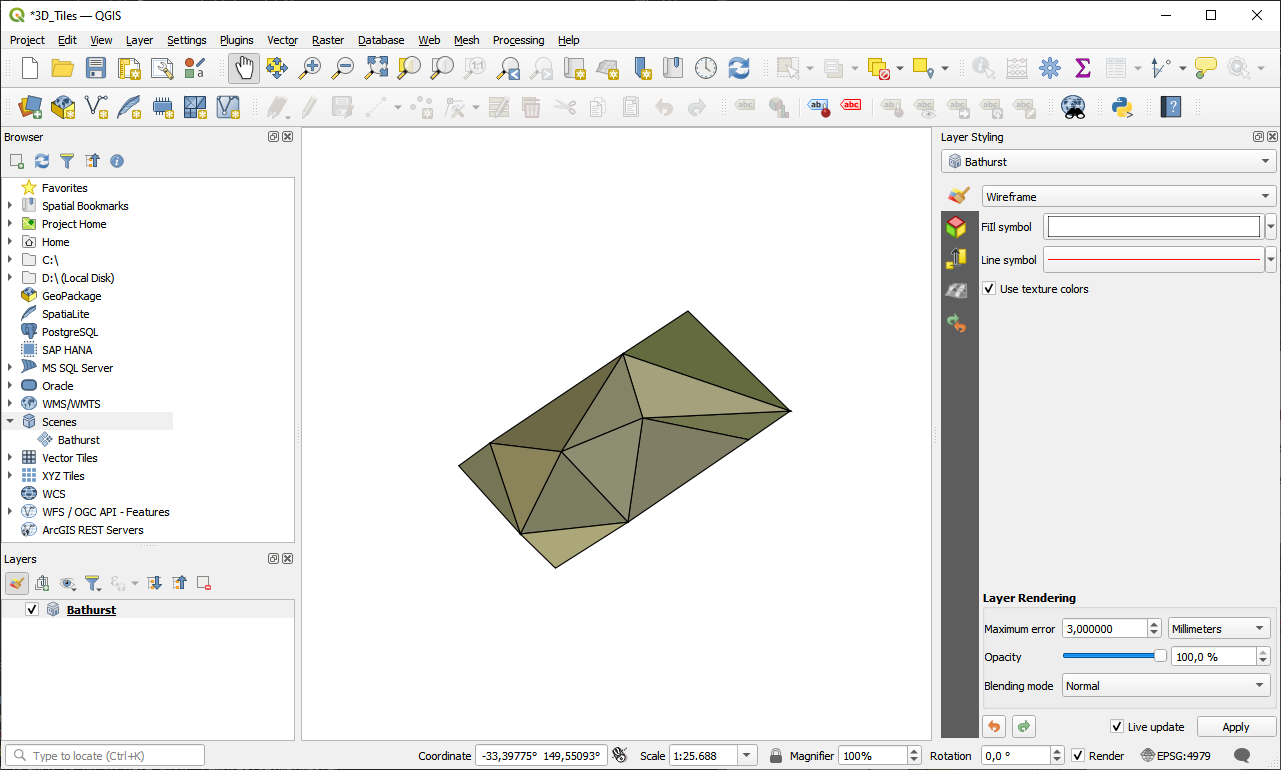 *3D_Tiles — QGIS
Project Edit View Layer Settings Plugins Vector Raster Database Web Mesh Processing Help
1:1
a
abc
ab
abc
?
Browser
Favorites
Spatial Bookmarks
Project Home
Home
C:\
D:\ (Local Disk)
GeoPackage
SpatiaLite
PostgreSQL
SAP HANA
MS SQL Server
Oracle
WMS/WMTS
Scenes
Bathurst
Vector Tiles
XYZ Tiles
WCS
WFS / OGC API - Features
ArcGIS REST Servers
Layers
Bathurst
Layer Styling
Bathurst
Wireframe
Fill symbol
Line symbol
Use texture colors
Layer Rendering
Maximum error 3,000000 Millimeters
Opacity 100,0 %
Blending mode Normal
Live update Apply
Type to locate (Ctrl+K) Coordinate -33,39775° 149,55093° Scale 1:25.688 Magnifier 100% Rotation 0,0 ° Render EPSG:4979